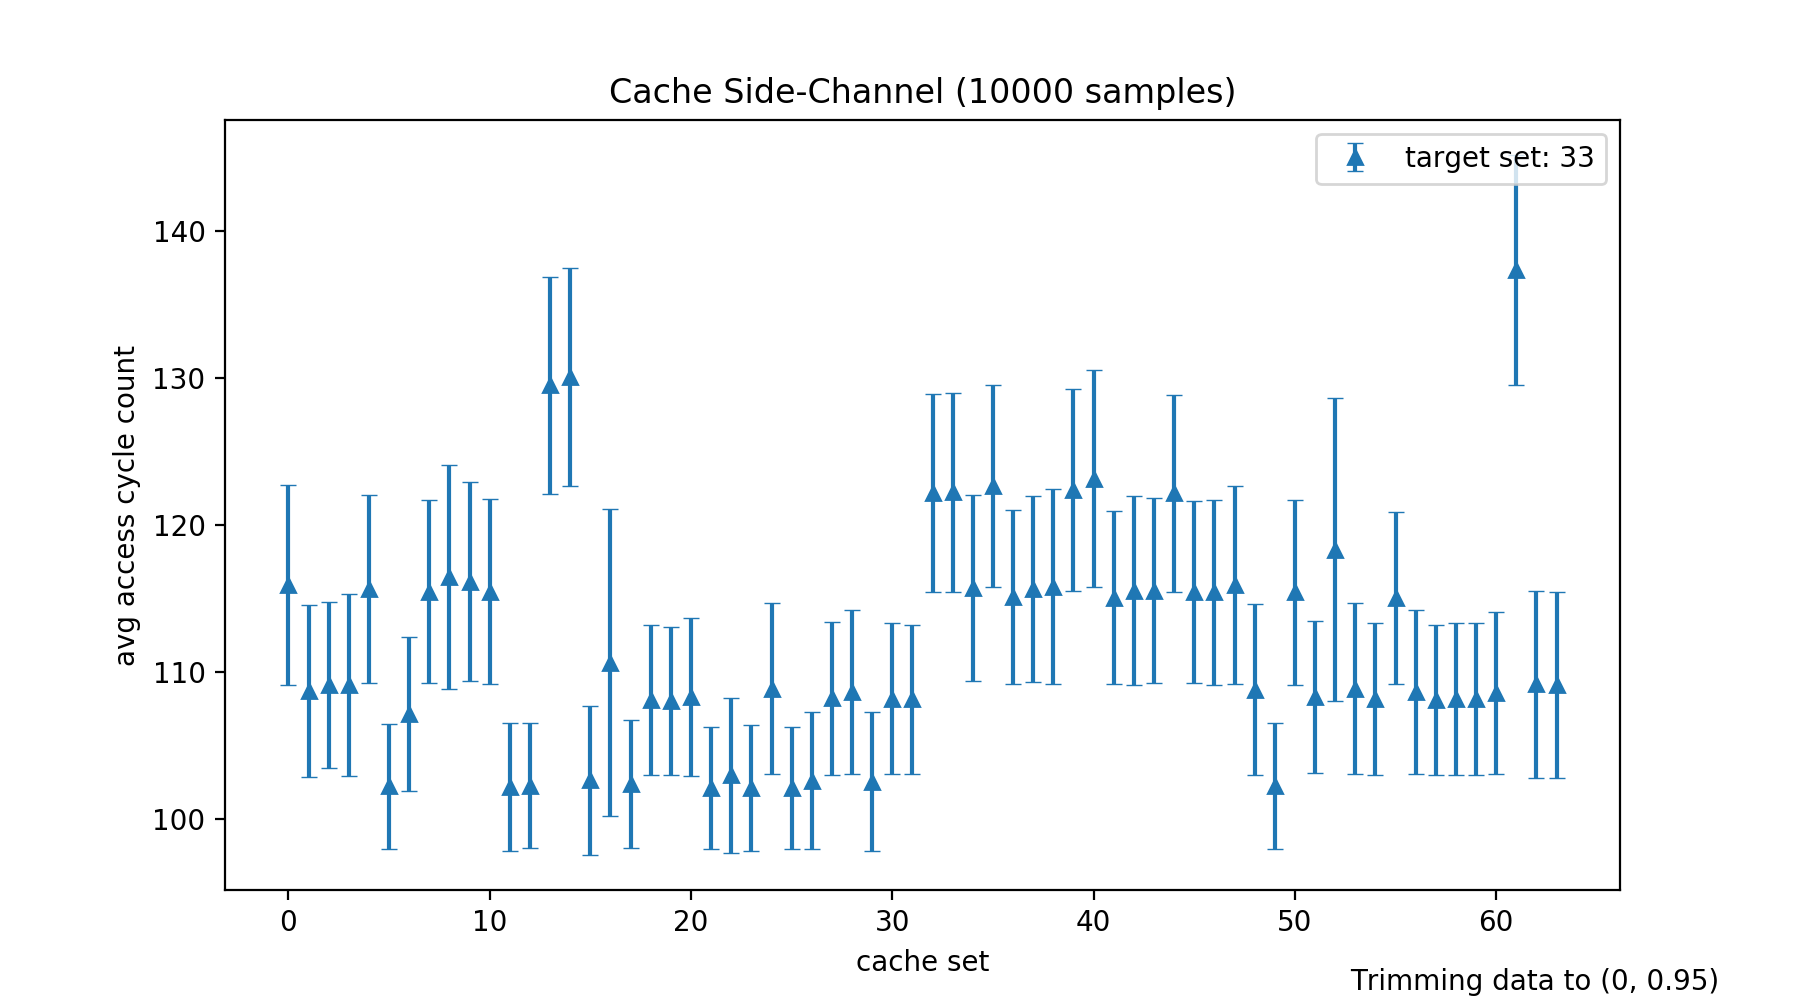 Cache Side-Channel (10000 samples)
target set: 33
140
130
120
110
100
avg access cycle count
0 10 20 30 40 50 60
cache set
Trimming data to (0, 0.95)